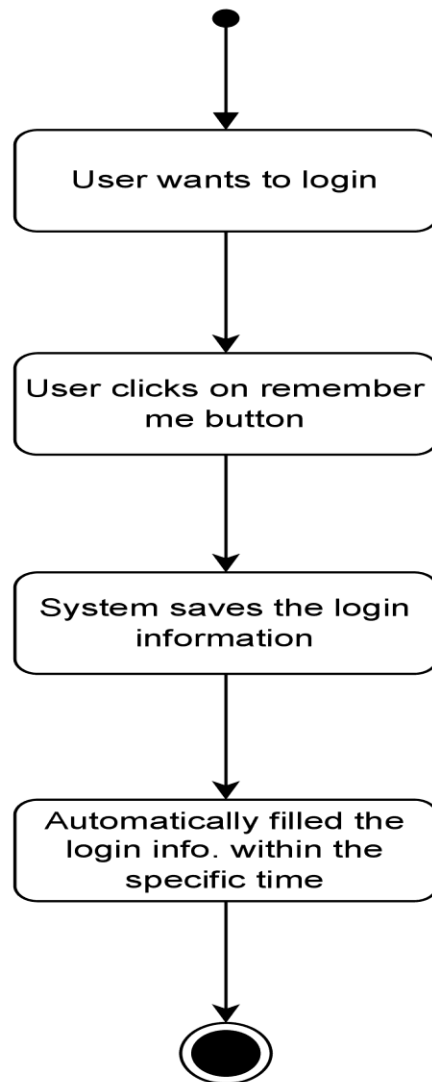 User wants to login
User clicks on remember
me button
System saves the login
information
Automatically filled the
login info. within the
specific time